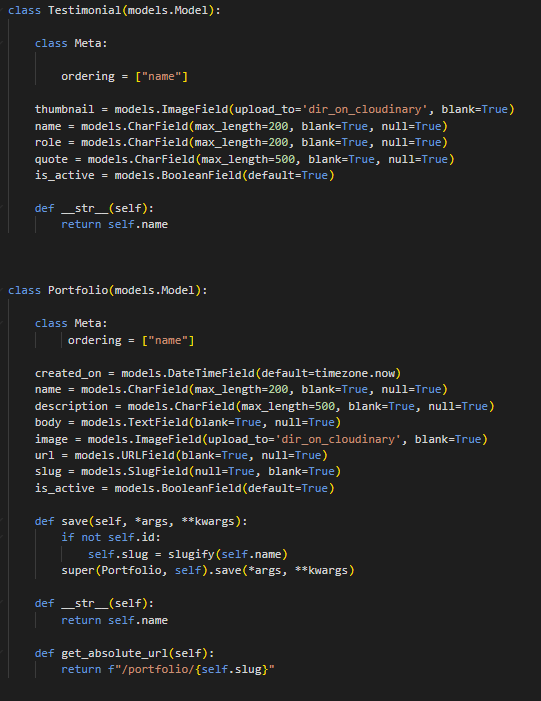 class Testimonial(models.Model):
class Meta:
ordering = ["name"]
thumbnail = models.ImageField(upload_to='dir_on_cloudinary', blank=True)
name = models.CharField(max_length=200, blank=True, null=True)
role = models.CharField(max_length=200, blank=True, null=True)
quote = models.CharField(max_length=500, blank=True, null=True)
is_active = models.BooleanField(default=True)
def __str__(self):
return self.name
class Portfolio(models.Model):
class Meta:
ordering = ["name"]
created_on = models.DateTimeField(default=timezone.now)
name = models.CharField(max_length=200, blank=True, null=True)
description = models.CharField(max_length=500, blank=True, null=True)
body = models.TextField(blank=True, null=True)
image = models.ImageField(upload_to='dir_on_cloudinary', blank=True)
url = models.URLField(blank=True, null=True)
slug = models.SlugField(null=True, blank=True)
is_active = models.BooleanField(default=True)
def save(self, *args, **kwargs):
if not self.id:
self.slug = slugify(self.name)
super(Portfolio, self).save(*args, **kwargs)
def __str__(self):
return self.name
def get_absolute_url(self):
return f"/portfolio/{self.slug}"